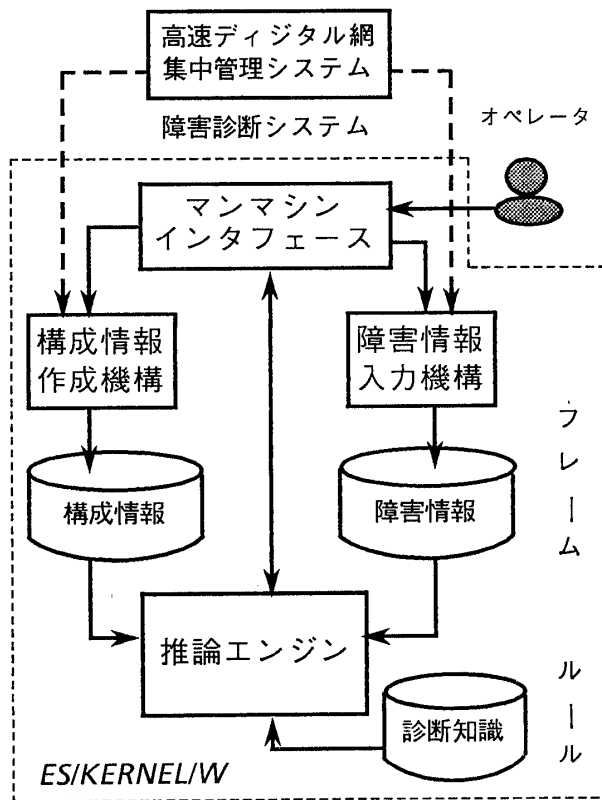 高速ディジタル網
集中管理システム
障害診断システム
オペレータ
マンマシン
インタフェース
構成情報
作成機構
障害情報
入力機構
フレーム
構成情報
障害情報
推論エンジン
ルール
診断知識
ES/KERNEL/W